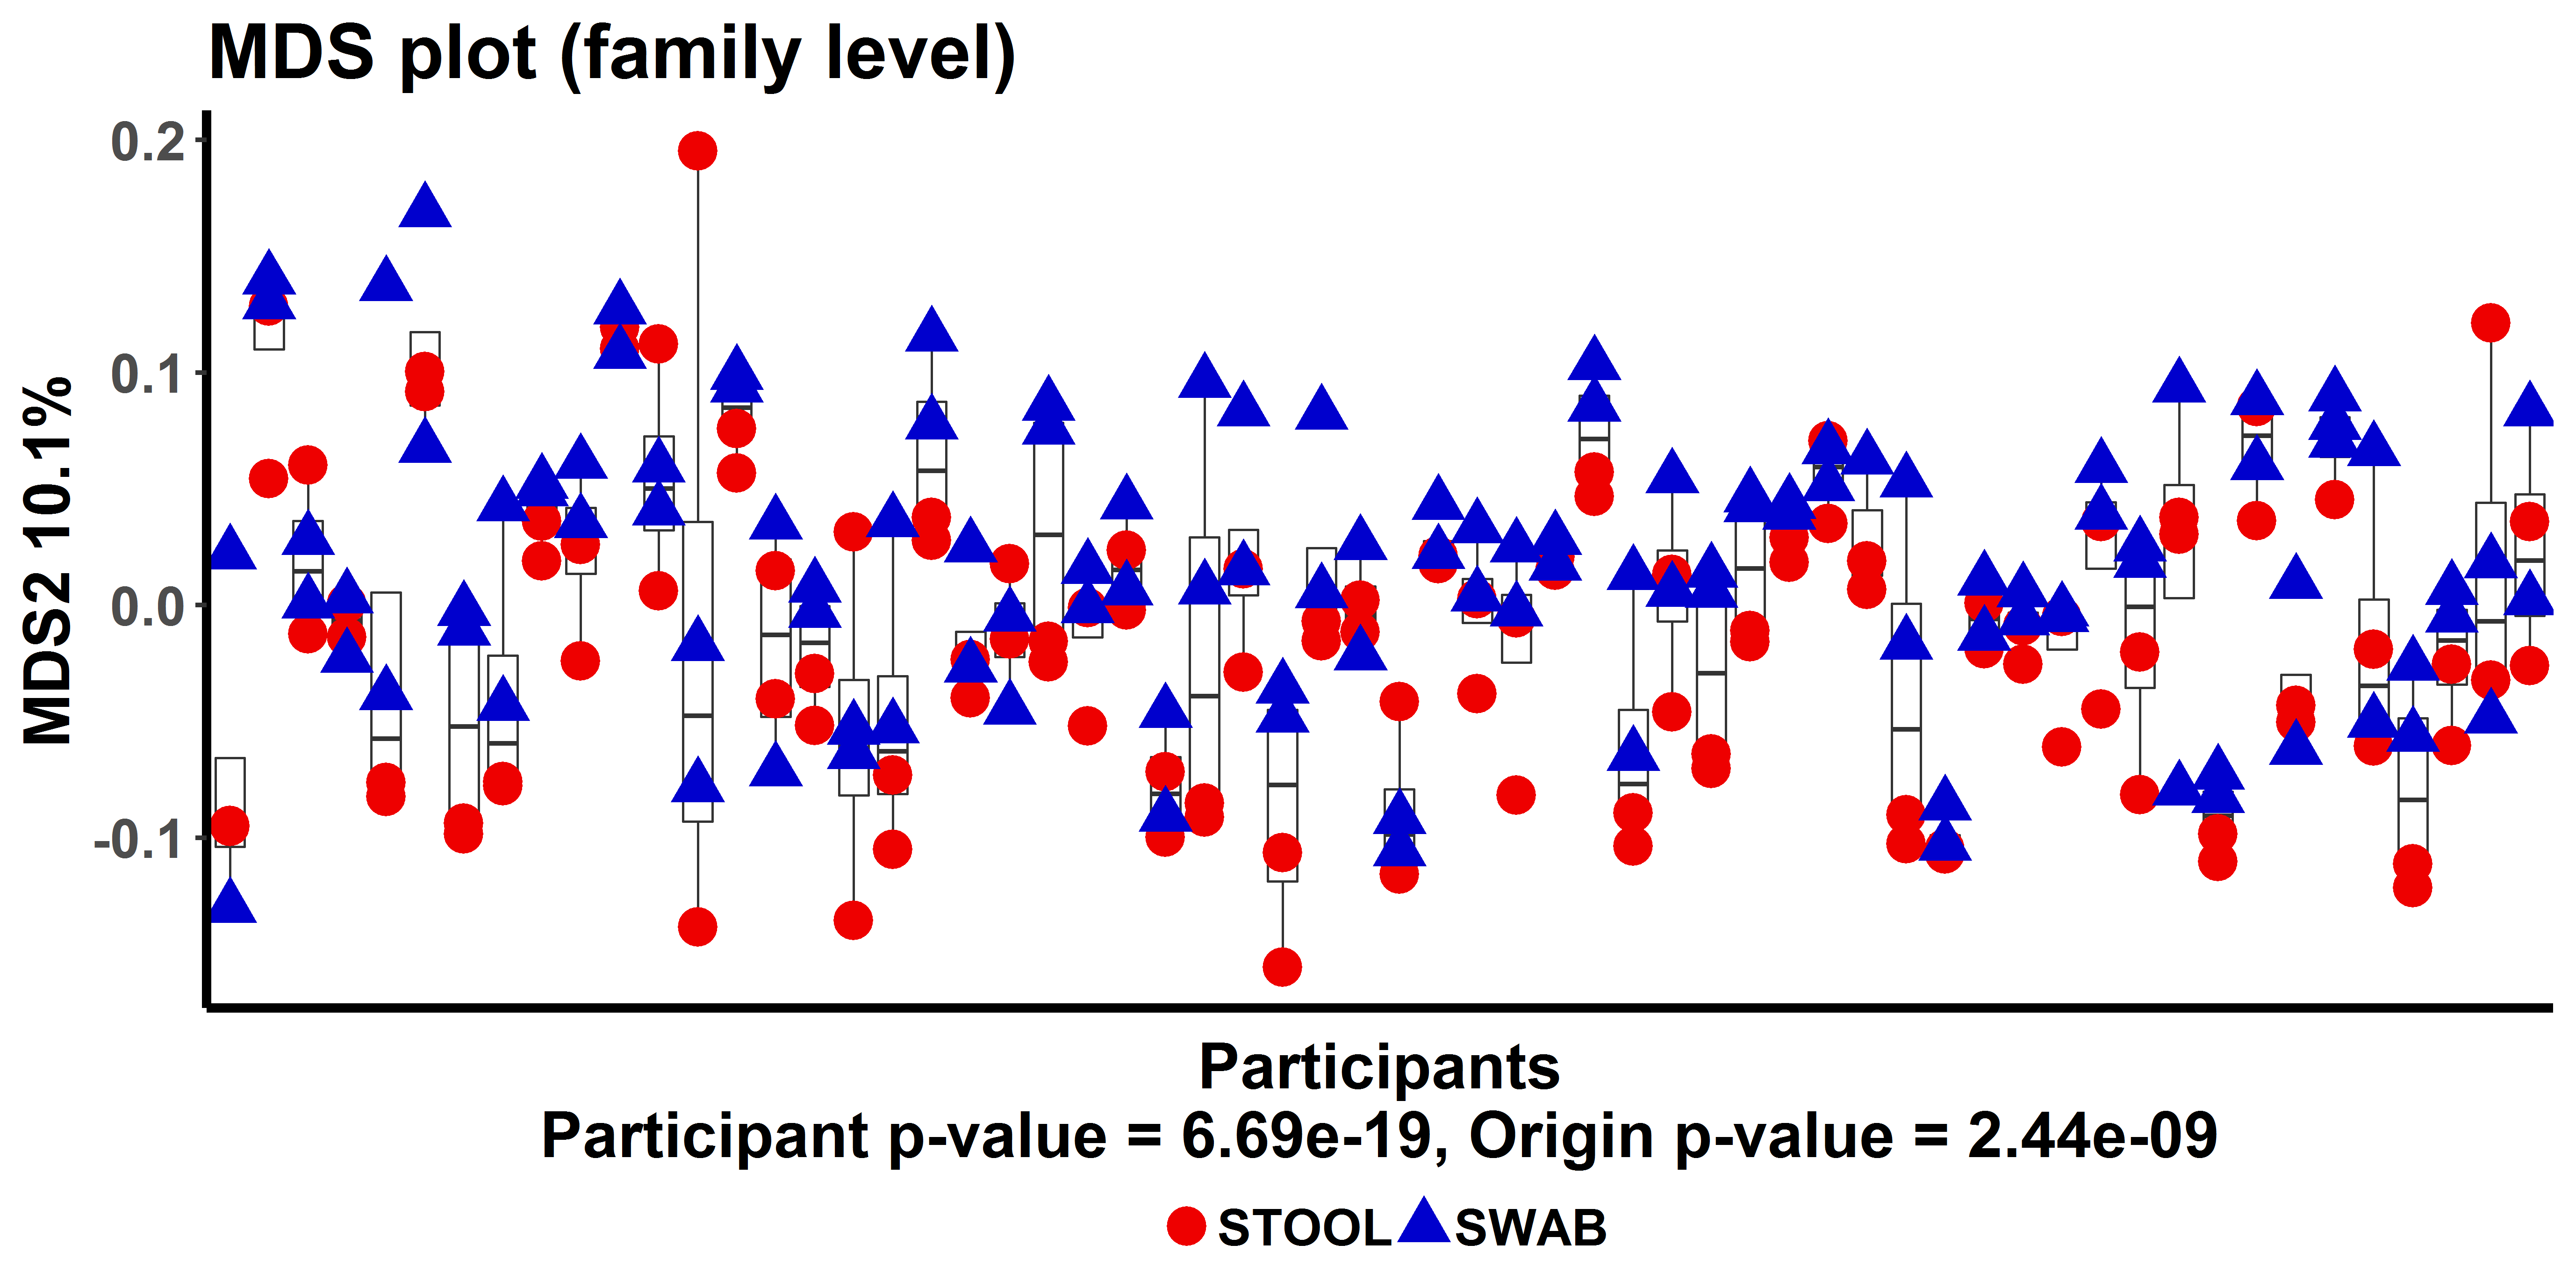 MDS plot (family level)
MDS2 10.1%
0.2
0.1
0.0
-0.1
Participants
Participant p-value = 6.69e-19, Origin p-value = 2.44e-09
STOOL SWAB